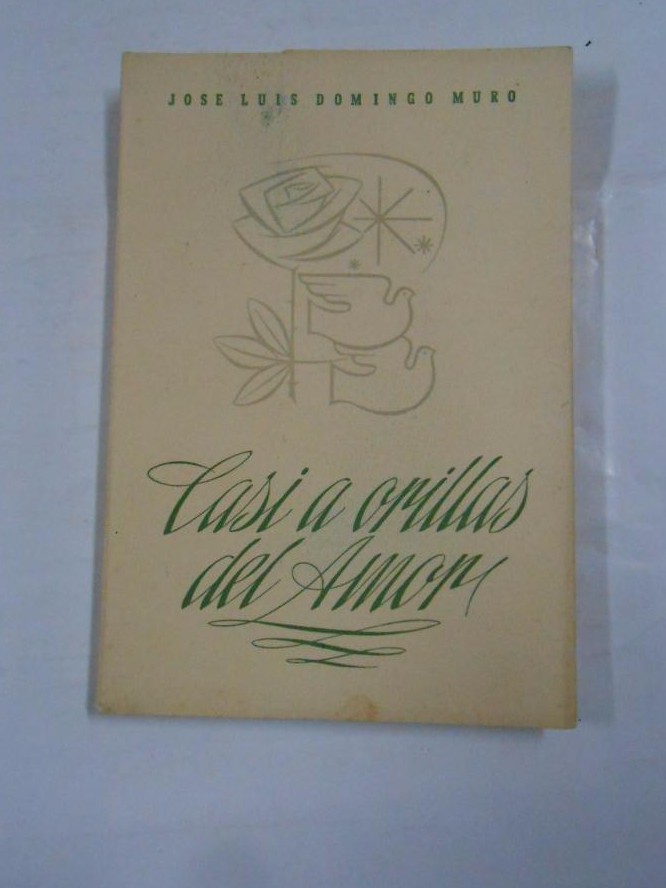 JOSE LUIS DOMINGO MURO
Casi a orillas
del Amor